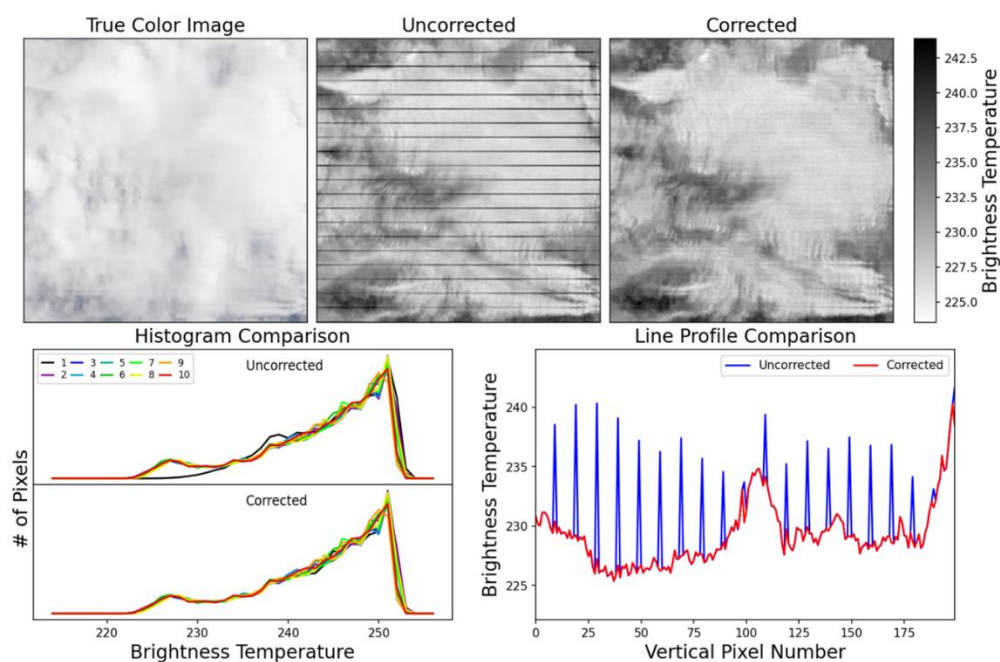 True Color Image
Uncorrected
Corrected
242.5
240.0
237.5
235.0
232.5
230.0
227.5
225.0
Brightness Temperature
Histogram Comparison
1 3 5 7 9
2 4 6 8 10
Uncorrected
Corrected
# of Pixels
220 230 240 250
Brightness Temperature
Line Profile Comparison
Uncorrected Corrected
240
235
230
225
Brightness Temperature
0 25 50 75 100 125 150 175
Vertical Pixel Number